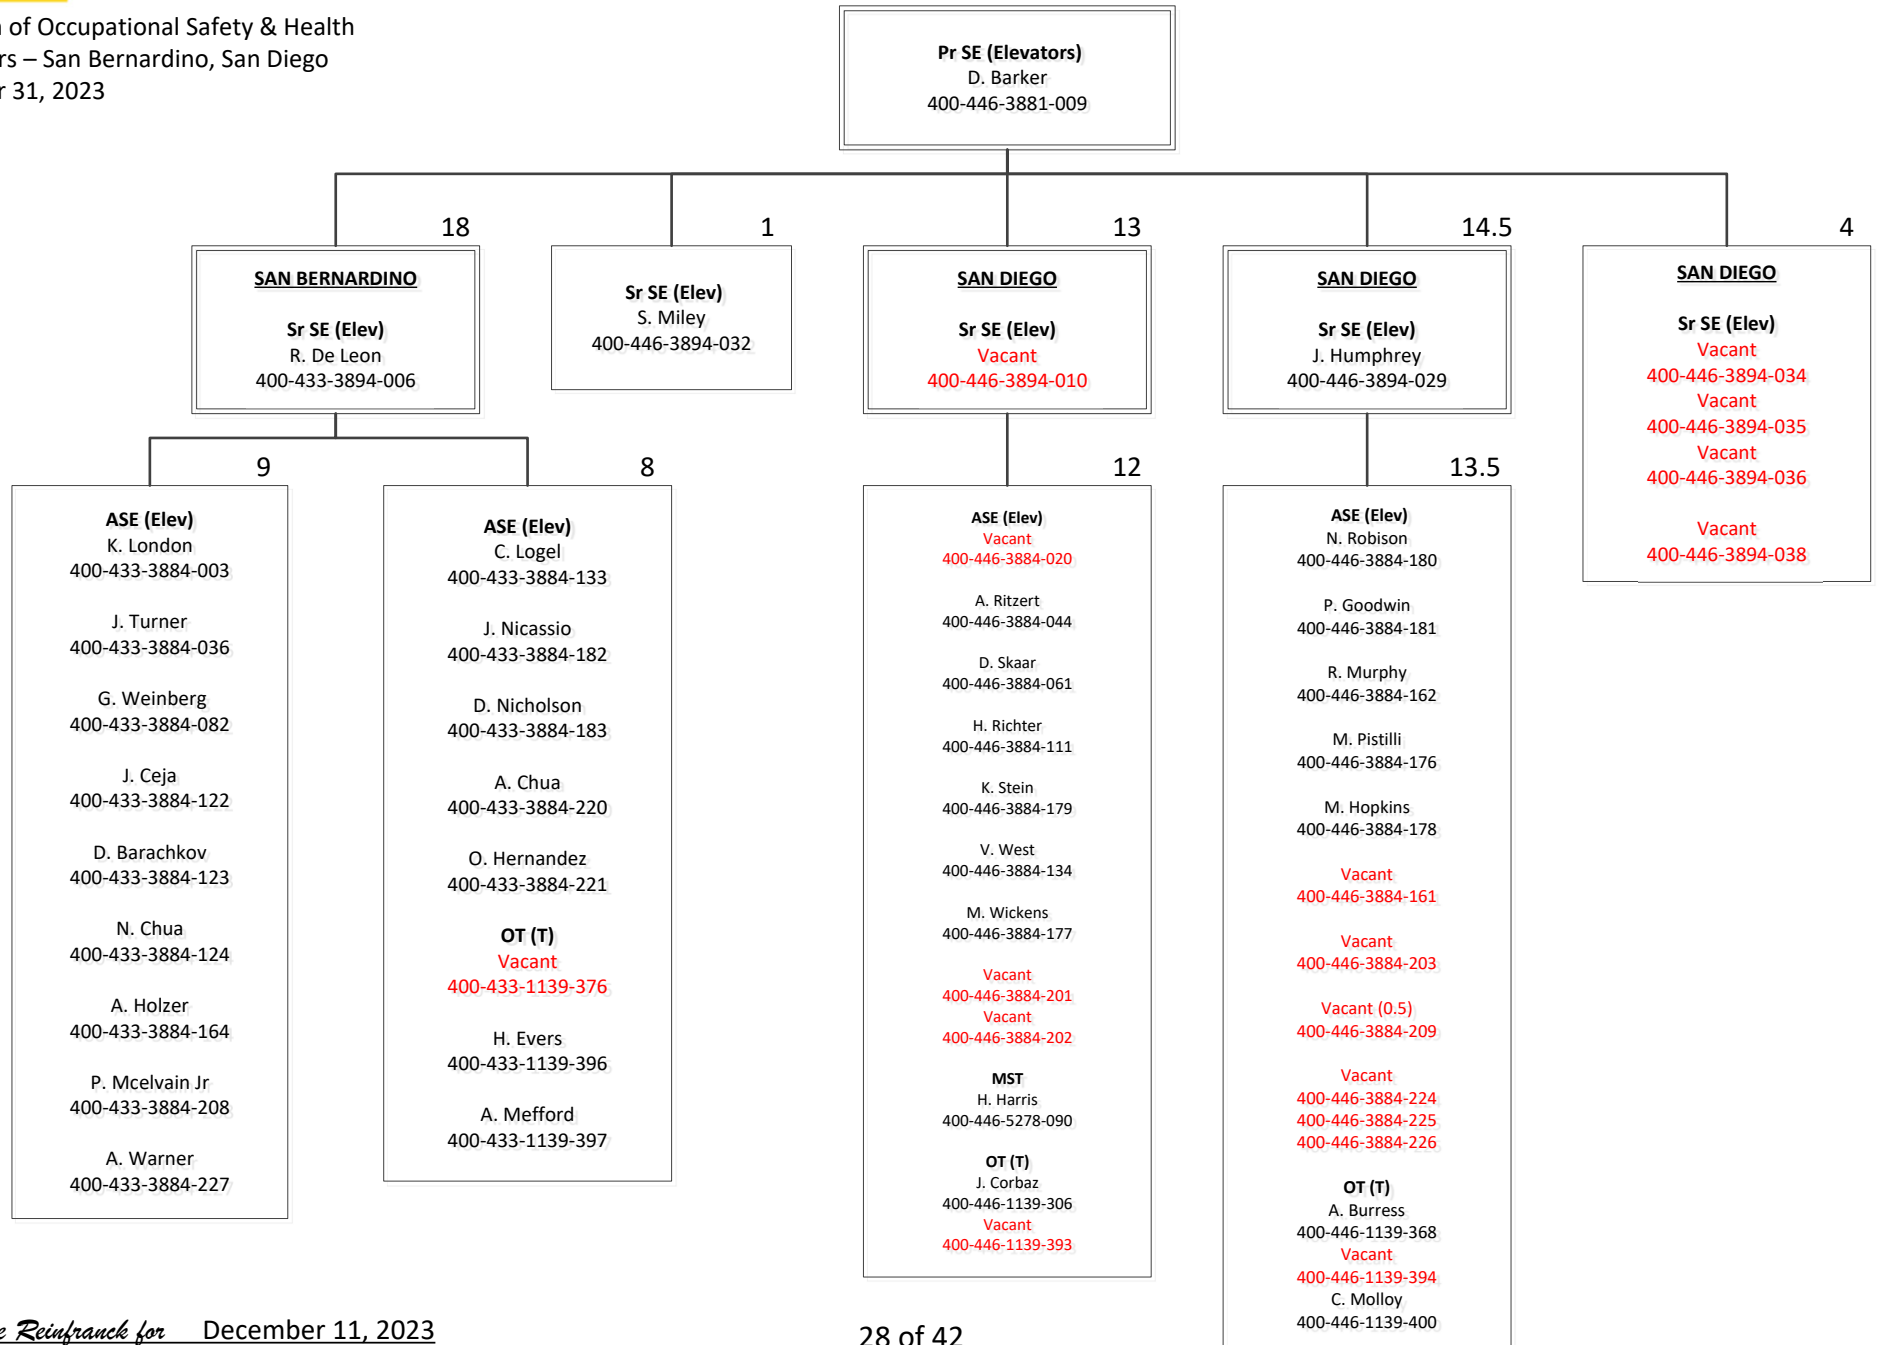 of Occupational Safety & Health
– San Bernardino, San Diego
31, 2023
Pr SE (Elevators)
D. Barker
400-446-3881-009
18
SAN BERNARDINO
Sr SE (Elev)
R. De Leon
400-433-3894-006
1
Sr SE (Elev)
S. Miley
400-446-3894-032
13
SAN DIEGO
Sr SE (Elev)
Vacant
400-446-3894-010
14.5
SAN DIEGO
Sr SE (Elev)
J. Humphrey
400-446-3894-029
4
SAN DIEGO
Sr SE (Elev)
Vacant
400-446-3894-034
Vacant
400-446-3894-035
Vacant
400-446-3894-036
Vacant
400-446-3894-038
9
ASE (Elev)
K. London
400-433-3884-003
J. Turner
400-433-3884-036
G. Weinberg
400-433-3884-082
J. Ceja
400-433-3884-122
D. Barachkov
400-433-3884-123
N. Chua
400-433-3884-124
A. Holzer
400-433-3884-164
P. Mcelvain Jr
400-433-3884-208
A. Warner
400-433-3884-227
8
ASE (Elev)
C. Logel
400-433-3884-133
J. Nicassio
400-433-3884-182
D. Nicholson
400-433-3884-183
A. Chua
400-433-3884-220
O. Hernandez
400-433-3884-221
OT (T)
Vacant
400-433-1139-376
H. Evers
400-433-1139-396
A. Mefford
400-433-1139-397
12
ASE (Elev)
Vacant
400-446-3884-020
A. Ritzert
400-446-3884-044
D. Skaar
400-446-3884-061
H. Richter
400-446-3884-111
K. Stein
400-446-3884-179
V. West
400-446-3884-134
M. Wickens
400-446-3884-177
Vacant
400-446-3884-201
Vacant
400-446-3884-202
MST
H. Harris
400-446-5278-090
OT (T)
J. Corbaz
400-446-1139-306
Vacant
400-446-1139-393
13.5
ASE (Elev)
N. Robison
400-446-3884-180
P. Goodwin
400-446-3884-181
R. Murphy
400-446-3884-162
M. Pistilli
400-446-3884-176
M. Hopkins
400-446-3884-178
Vacant
400-446-3884-161
Vacant
400-446-3884-203
Vacant (0.5)
400-446-3884-209
Vacant
400-446-3884-224
400-446-3884-225
400-446-3884-226
OT (T)
A. Burress
400-446-1139-368
Vacant
400-446-1139-394
C. Molloy
400-446-1139-400
Reinfranck for December 11, 2023
28 of 42